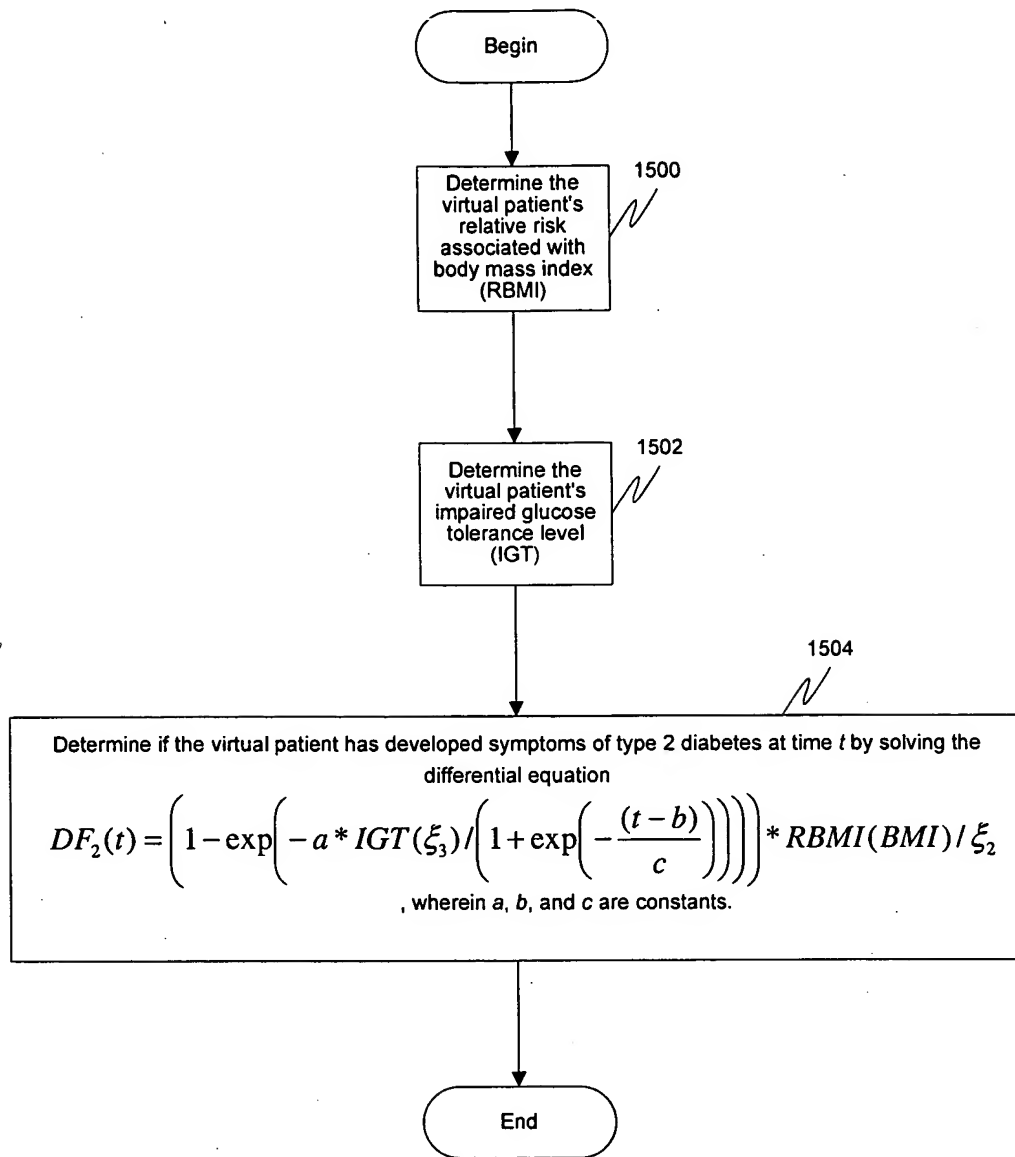 Begin
1500
Determine the
virtual patient's
relative risk
associated with
body mass index
(RBMI)
1502
Determine the
virtual patient's
impaired glucose
tolerance level
(IGT)
1504
Determine if the virtual patient has developed symptoms of type 2 diabetes at time t by solving the
differential equation
DF₂(t) = (1 − exp(−a * IGT(ξ₃) / (1 + exp(−(t − b)/c)))) * RBMI(BMI) / ξ₂
, wherein a, b, and c are constants.
End